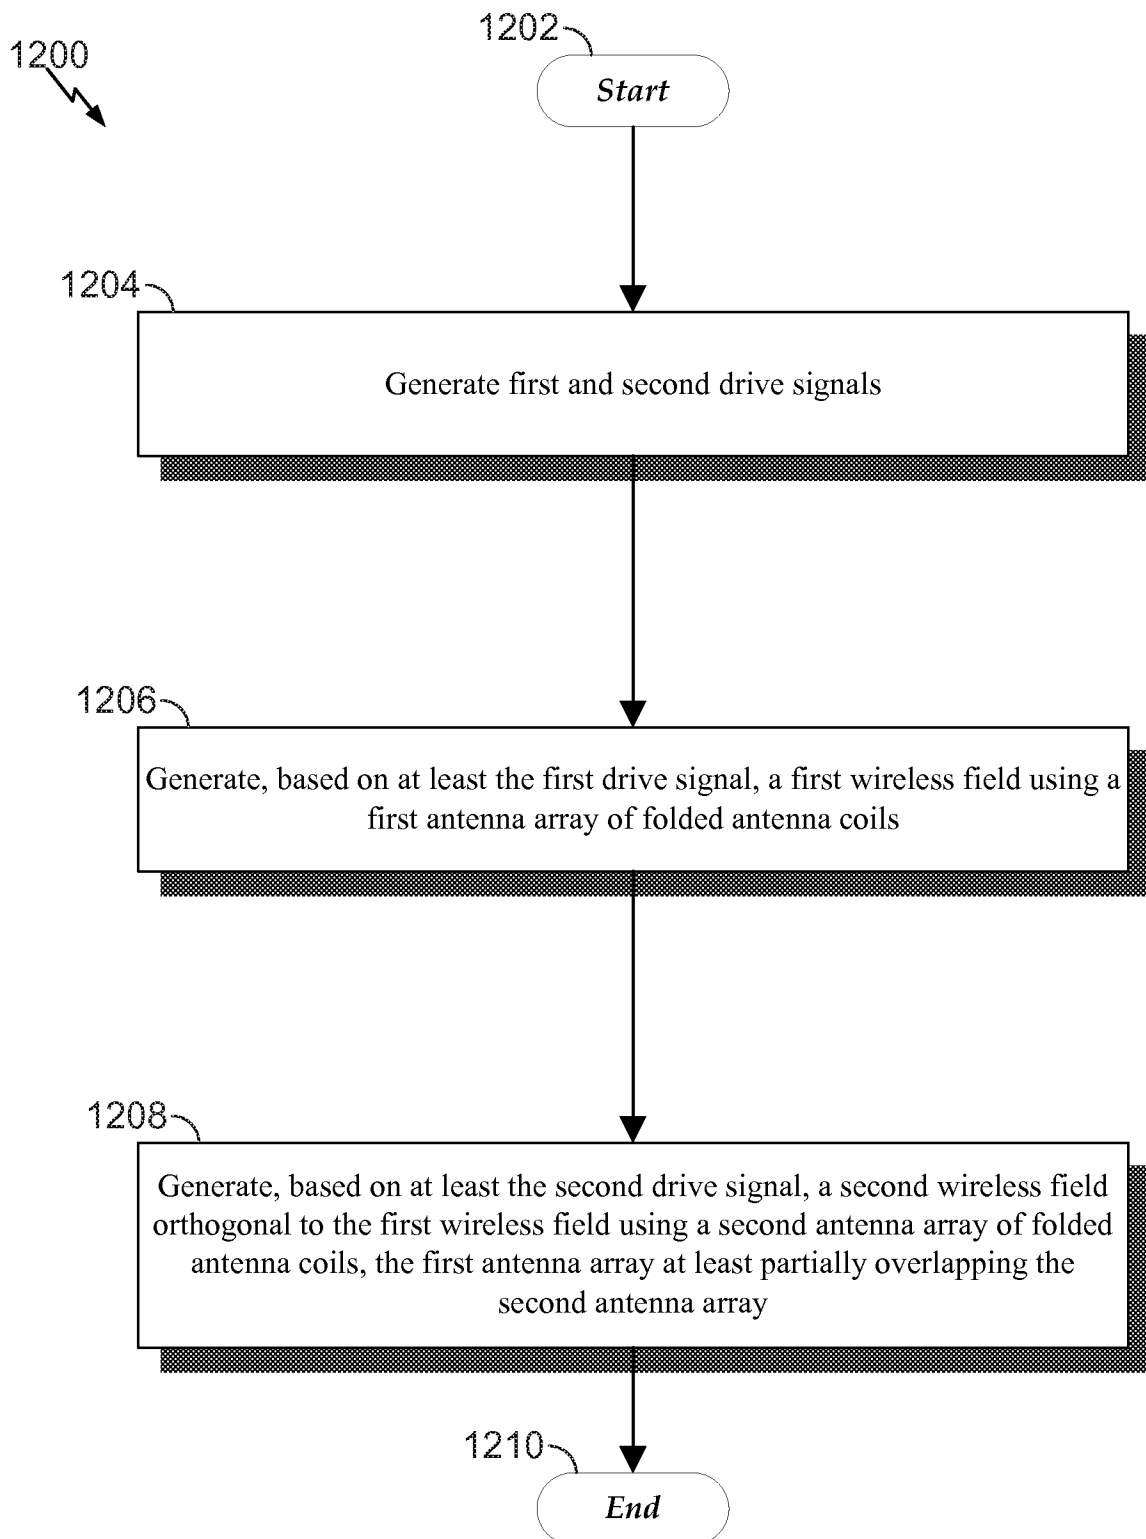 1200
1202
Start
1204
Generate first and second drive signals
1206
Generate, based on at least the first drive signal, a first wireless field using a
first antenna array of folded antenna coils
1208
Generate, based on at least the second drive signal, a second wireless field
orthogonal to the first wireless field using a second antenna array of folded
antenna coils, the first antenna array at least partially overlapping the
second antenna array
1210
End